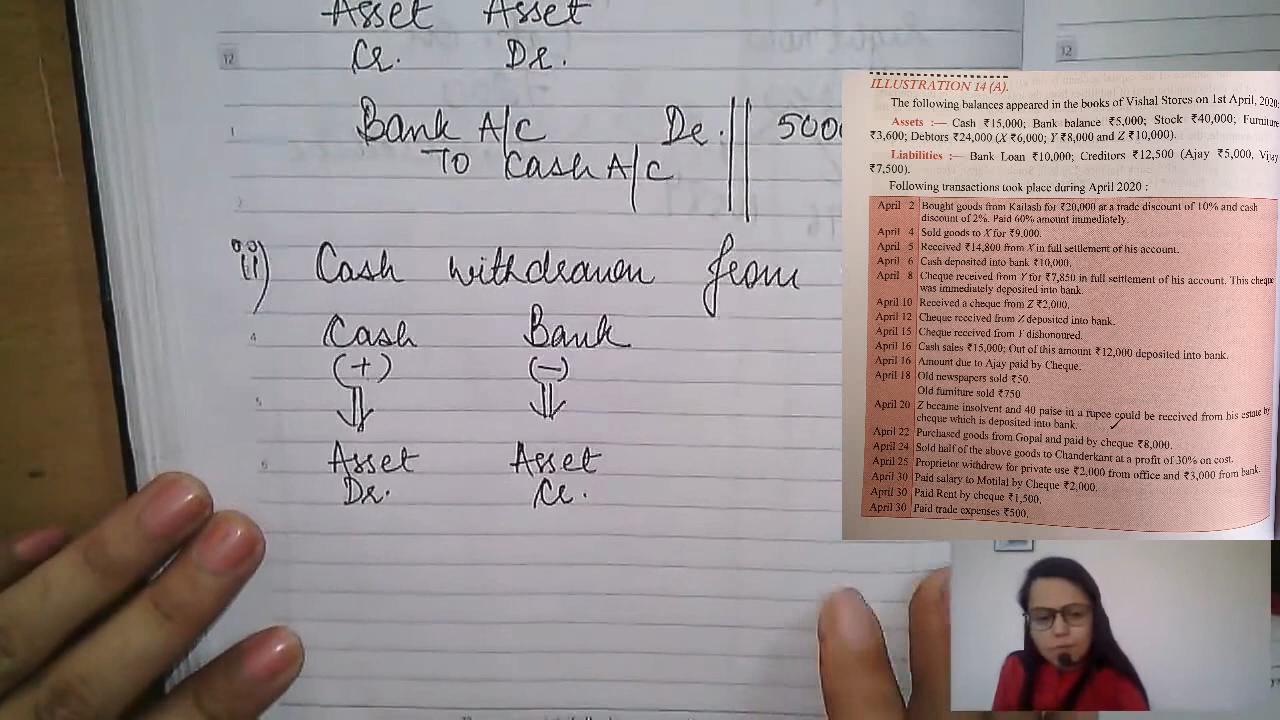 Asset Asset
Cr. Dr.
12
12
1
Bank A/C Dr. 500
To Cash A/C
2
ii) Cash withdrawn from
Cash Bank
4
(+) (-)
5
Asset Asset
6
Dr. Cr.
ILLUSTRATION 14 (A).
The following balances appeared in the books of Vishal Stores on 1st April, 2020
Assets :— Cash ₹15,000; Bank balance ₹5,000; Stock ₹40,000; Furniture
₹3,600; Debtors ₹24,000 (X ₹6,000; Y ₹8,000 and Z ₹10,000).
Liabilities :— Bank Loan ₹10,000; Creditors ₹12,500 (Ajay ₹5,000, Vijay
₹7,500).
Following transactions took place during April 2020 :
April 2 Bought goods from Kailash for ₹20,000 at a trade discount of 10% and cash
discount of 2%. Paid 60% amount immediately.
April 4 Sold goods to X for ₹9,000.
April 5 Received ₹14,800 from X in full settlement of his account.
April 6 Cash deposited into bank ₹10,000.
April 8 Cheque received from Y for ₹7,850 in full settlement of his account. This cheque
was immediately deposited into bank.
April 10 Received a cheque from Z ₹2,000.
April 12 Cheque received from Z deposited into bank.
April 15 Cheque received from Y dishonoured.
April 16 Cash sales ₹15,000; Out of this amount ₹12,000 deposited into bank.
April 16 Amount due to Ajay paid by Cheque.
April 18 Old newspapers sold ₹50.
Old furniture sold ₹750
April 20 Z became insolvent and 40 paise in a rupee could be received from his estate by
cheque which is deposited into bank.
April 22 Purchased goods from Gopal and paid by cheque ₹8,000.
April 24 Sold half of the above goods to Chanderkant at a profit of 30% on cost.
April 25 Proprietor withdrew for private use ₹2,000 from office and ₹3,000 from bank.
April 30 Paid salary to Motilal by Cheque ₹2,000.
April 30 Paid Rent by cheque ₹1,500.
April 30 Paid trade expenses ₹500.